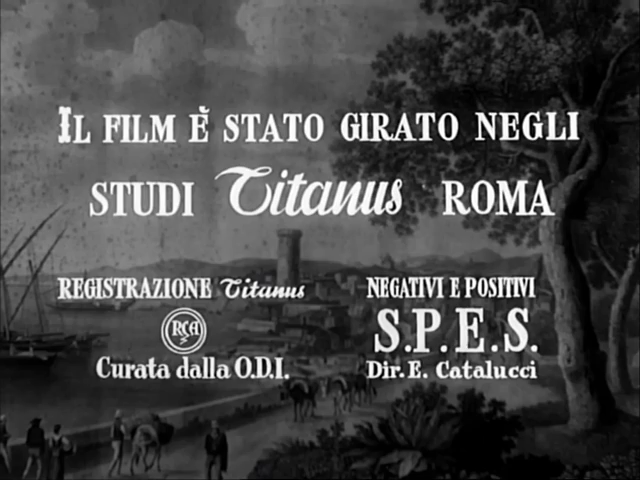 IL FILM È STATO GIRATO NEGLI
STUDI Titanus ROMA
REGISTRAZIONE Titanus
RCA
Curata dalla O.D.I.
NEGATIVI E POSITIVI
S.P.E.S.
Dir. E. Catalucci